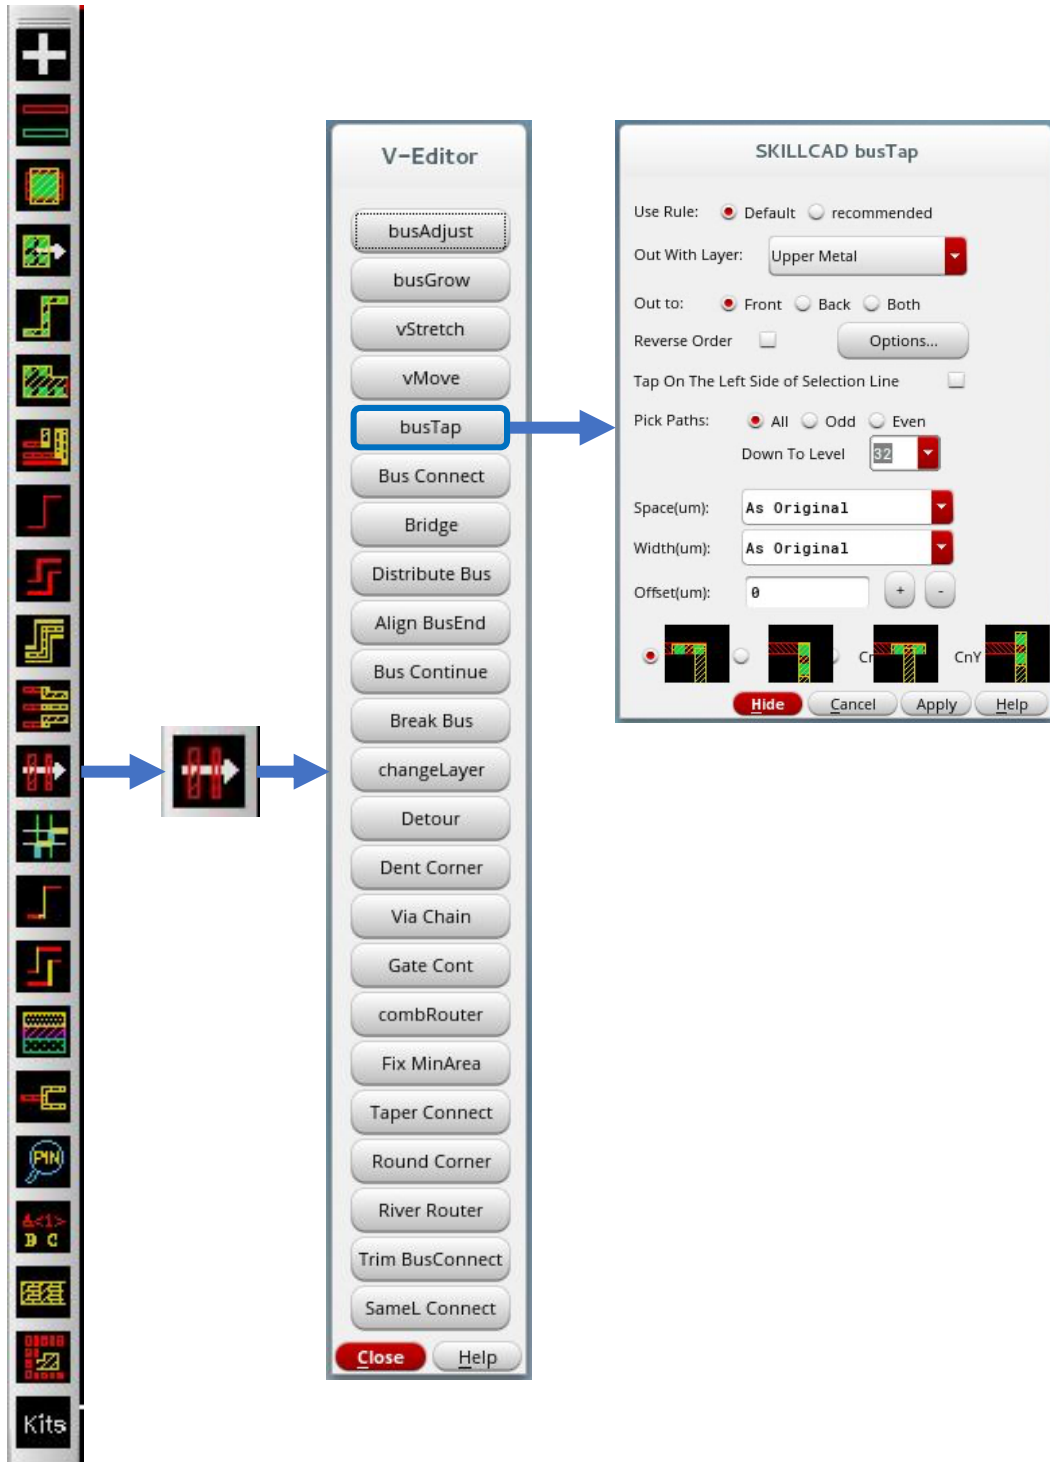 PIN
A<1>
B C
Kits
V-Editor
busAdjust
busGrow
vStretch
vMove
busTap
Bus Connect
Bridge
Distribute Bus
Align BusEnd
Bus Continue
Break Bus
changeLayer
Detour
Dent Corner
Via Chain
Gate Cont
combRouter
Fix MinArea
Taper Connect
Round Corner
River Router
Trim BusConnect
SameL Connect
Close Help
SKILLCAD busTap
Use Rule: Default recommended
Out With Layer: Upper Metal
Out to: Front Back Both
Reverse Order Options...
Tap On The Left Side of Selection Line
Pick Paths: All Odd Even
Down To Level 32
Space(um): As Original
Width(um): As Original
Offset(um): 0 + -
CnY
Hide Cancel Apply Help